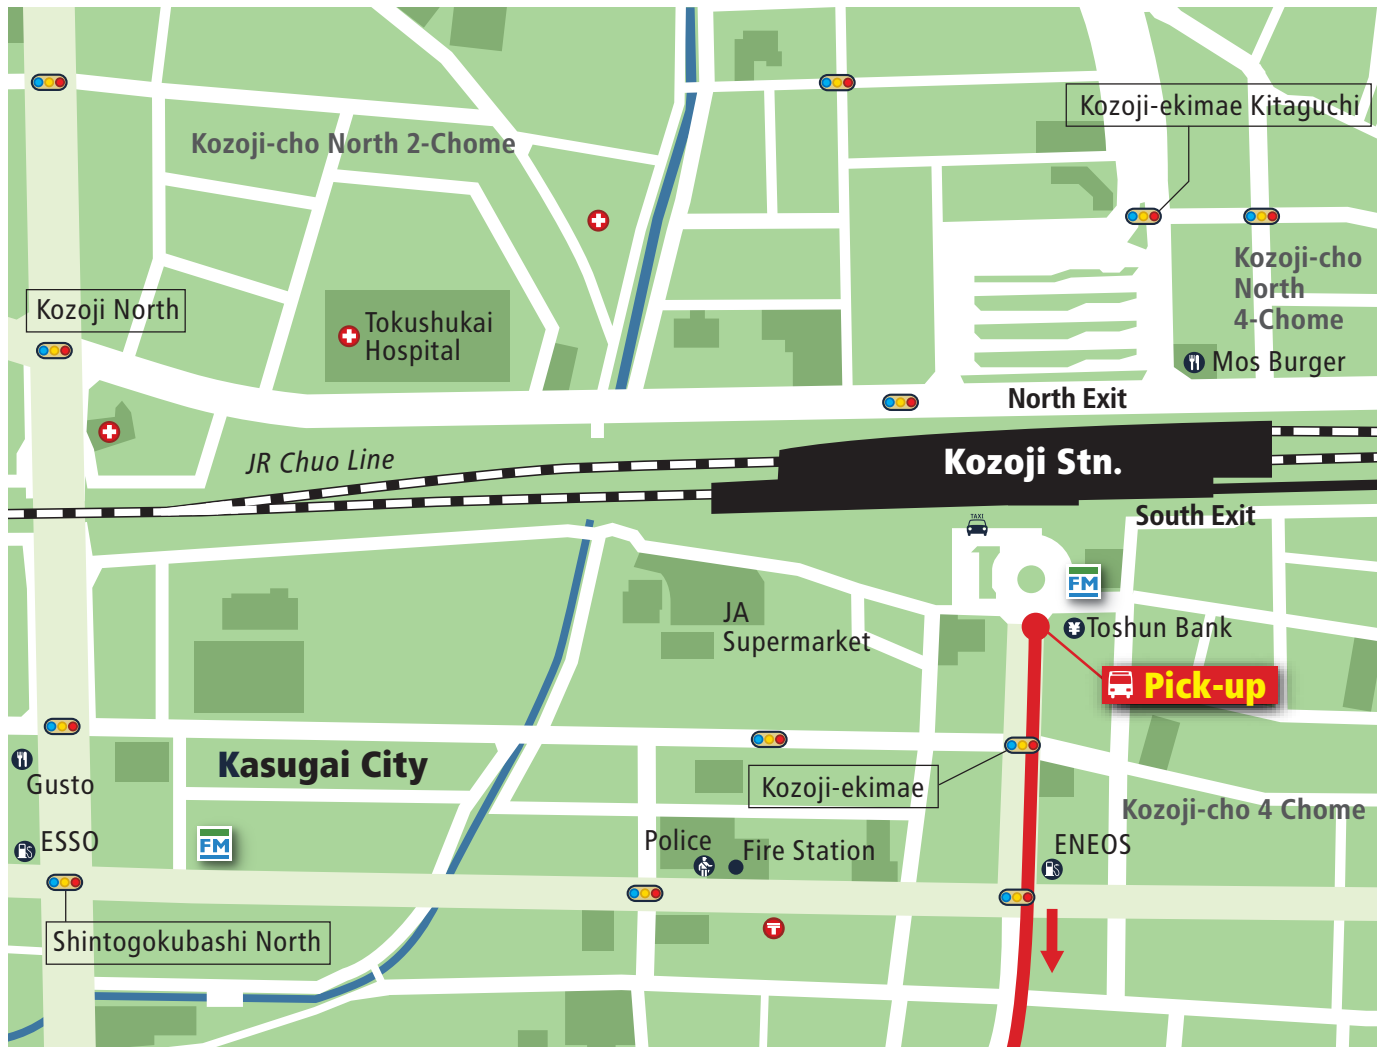 Kozoji-ekimae Kitaguchi
Kozoji-cho North 2-Chome
Kozoji-cho
North
4-Chome
Kozoji North
Tokushukai
Hospital
Mos Burger
North Exit
JR Chuo Line
Kozoji Stn.
South Exit
TAXI
FM
JA
Supermarket
¥
Toshun Bank
Pick-up
Kasugai City
Gusto
Kozoji-ekimae
Kozoji-cho 4 Chome
ESSO
FM
Police
Fire Station
ENEOS
Shintogokubashi North